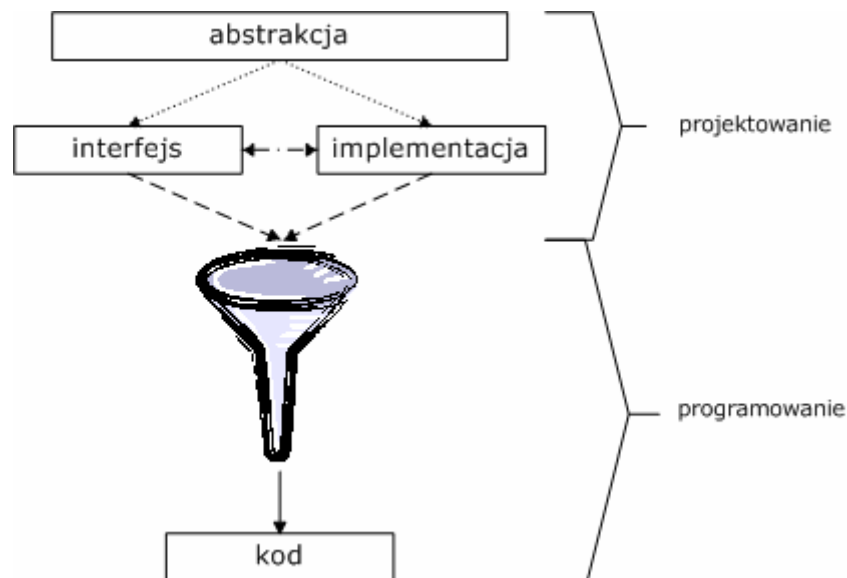 abstrakcja
projektowanie
interfejs
implementacja
programowanie
kod